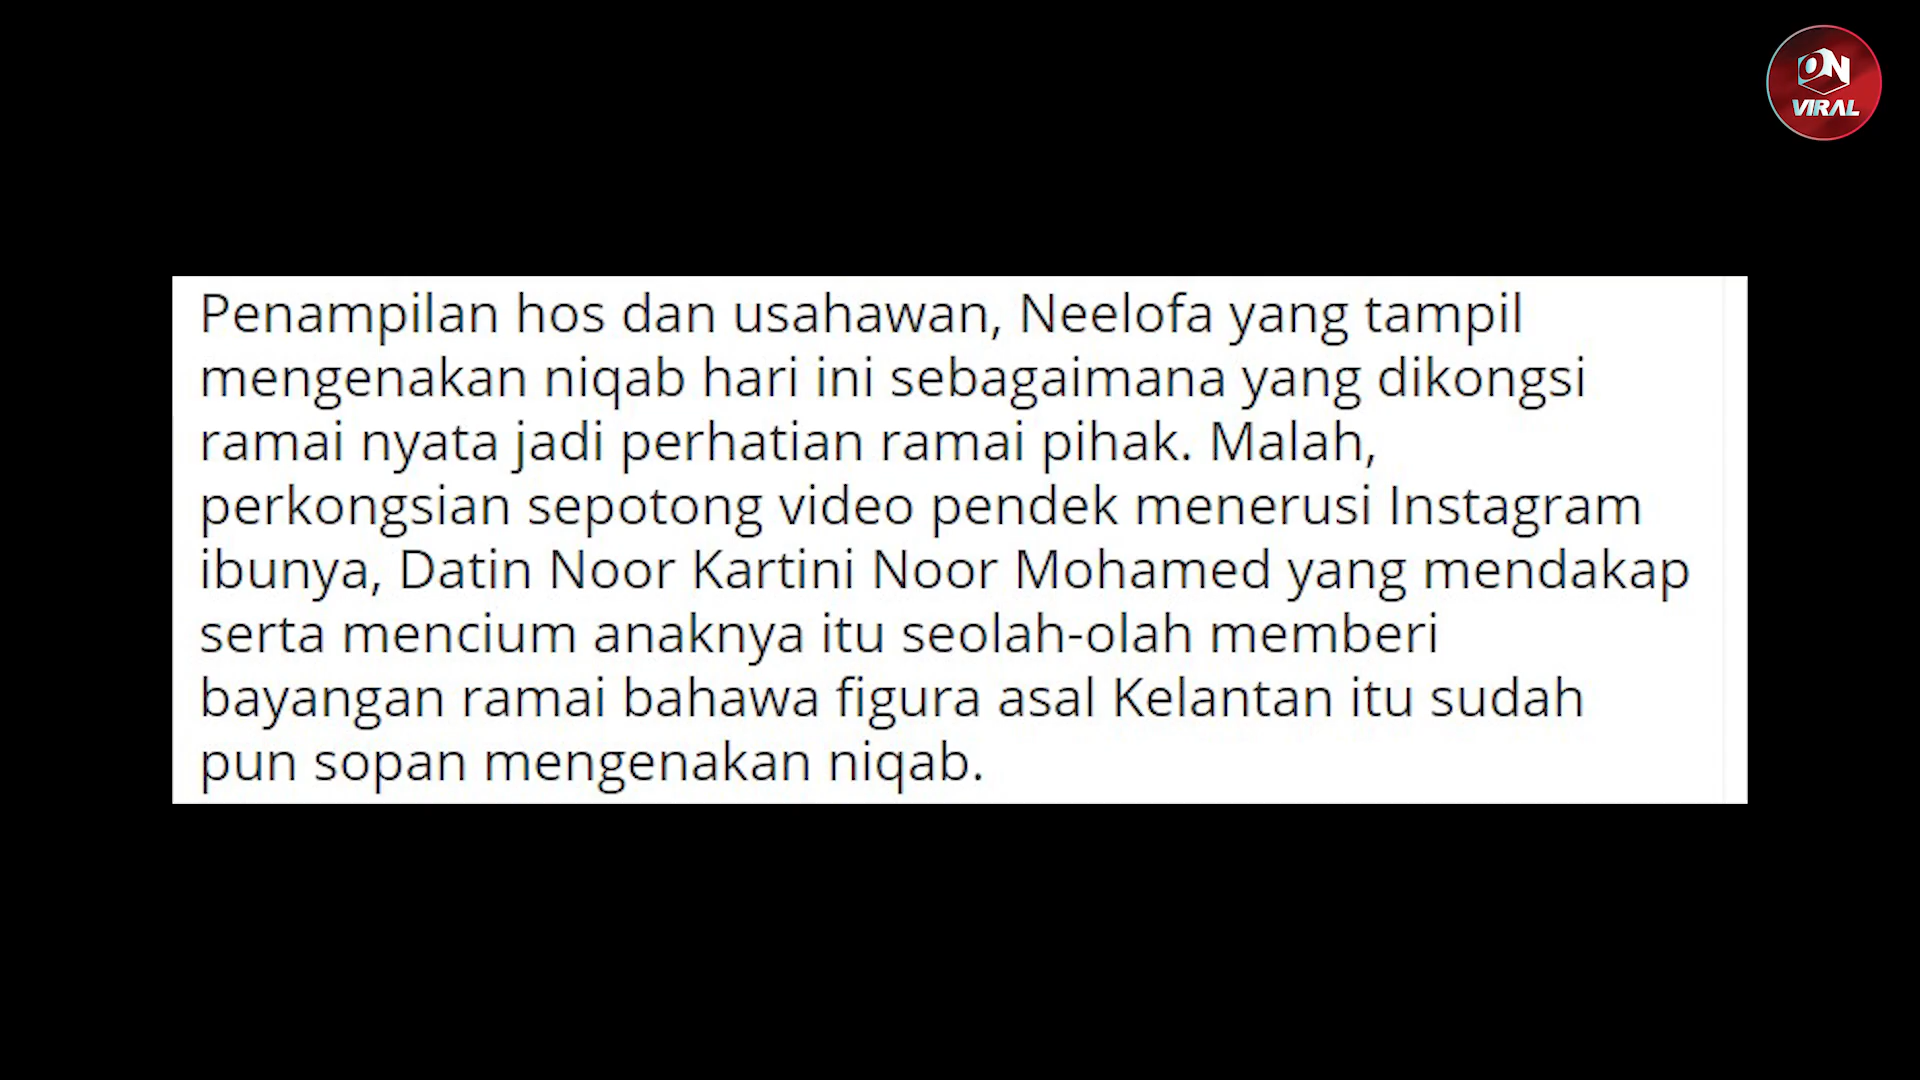 ON
VIRAL
Penampilan hos dan usahawan, Neelofa yang tampil
mengenakan niqab hari ini sebagaimana yang dikongsi
ramai nyata jadi perhatian ramai pihak. Malah,
perkongsian sepotong video pendek menerusi Instagram
ibunya, Datin Noor Kartini Noor Mohamed yang mendakap
serta mencium anaknya itu seolah-olah memberi
bayangan ramai bahawa figura asal Kelantan itu sudah
pun sopan mengenakan niqab.